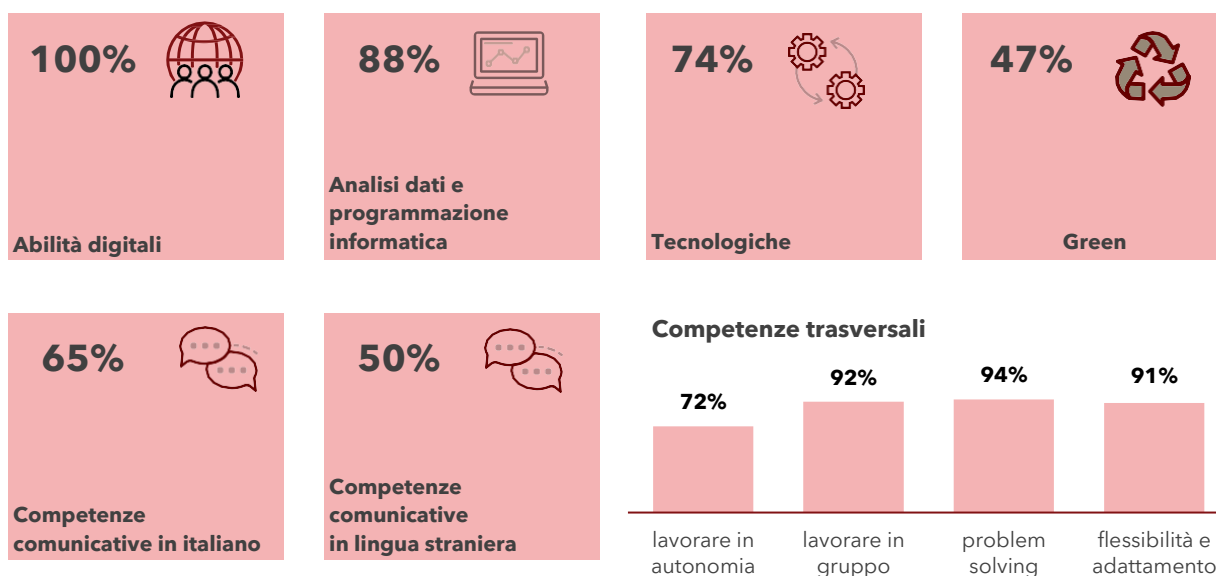 100%
Abilità digitali
88%
Analisi dati e
programmazione
informatica
74%
Tecnologiche
47%
Green
65%
Competenze
comunicative in italiano
50%
Competenze
comunicative
in lingua straniera
Competenze trasversali
72%
92%
94%
91%
lavorare in
autonomia
lavorare in
gruppo
problem
solving
flessibilità e
adattamento